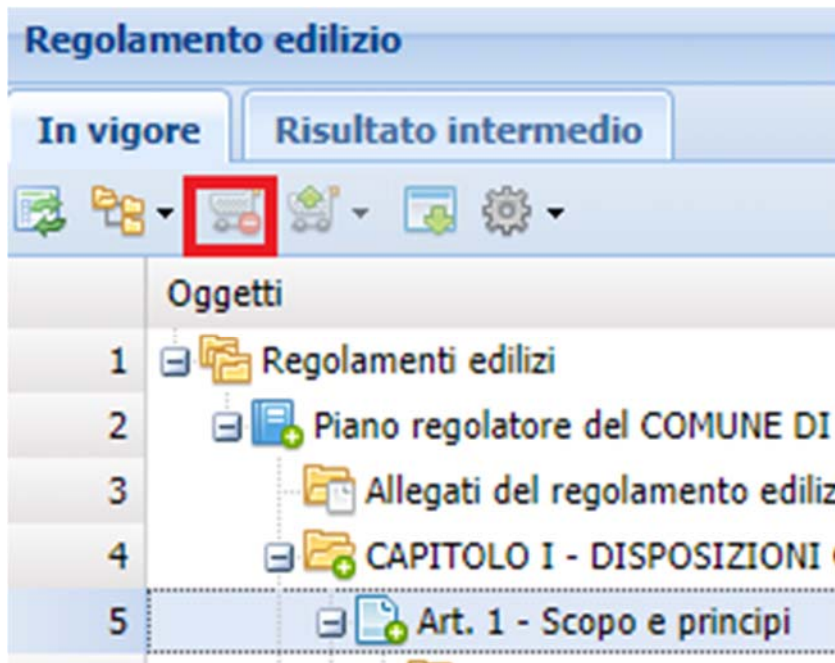 Regolamento edilizio
In vigore Risultato intermedio
Oggetti
1 Regolamenti edilizi
2 Piano regolatore del COMUNE DI
3 Allegati del regolamento ediliz
4 CAPITOLO I - DISPOSIZIONI
5 Art. 1 - Scopo e principi